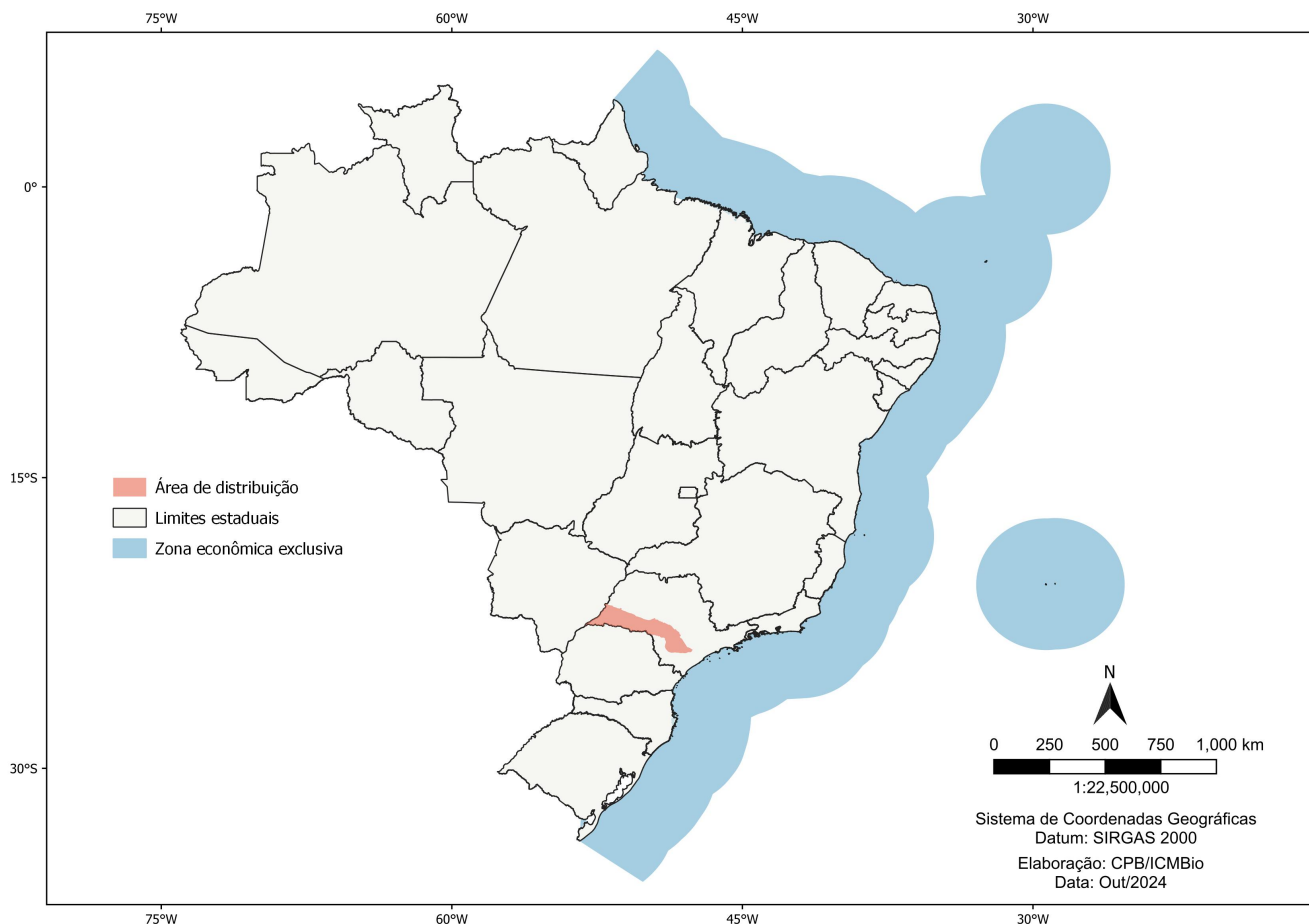 75°W
60°W
45°W
30°W
0°
15°S
30°S
Área de distribuição
Limites estaduais
Zona econômica exclusiva
N
0 250 500 750 1,000 km
1:22,500,000
Sistema de Coordenadas Geográficas
Datum: SIRGAS 2000
Elaboração: CPB/ICMBio
Data: Out/2024
75°W
60°W
45°W
30°W